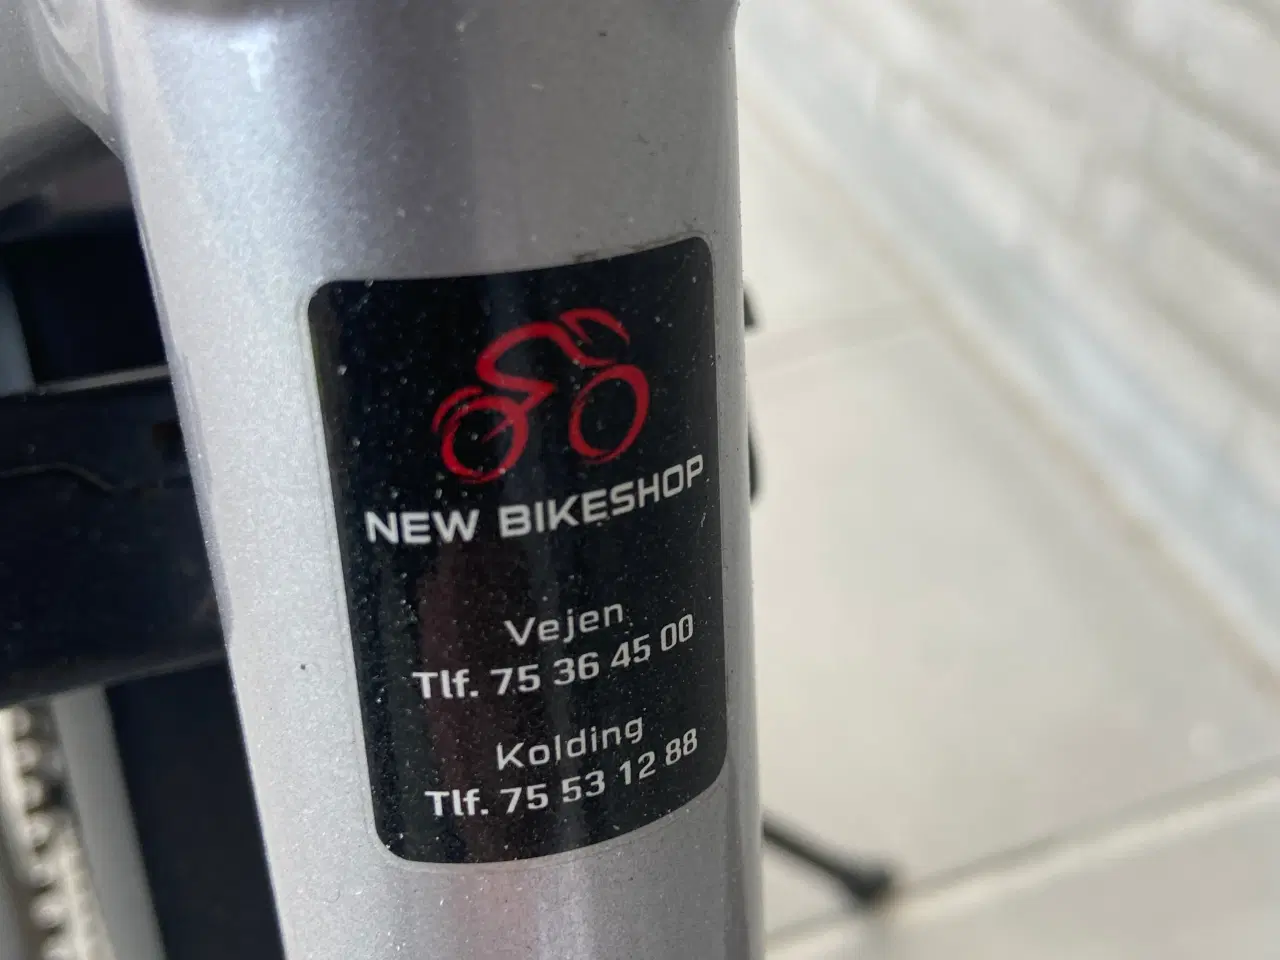 NEW BIKESHOP
Vejen
Tlf. 75 36 45 00
Kolding
Tlf. 75 53 12 88